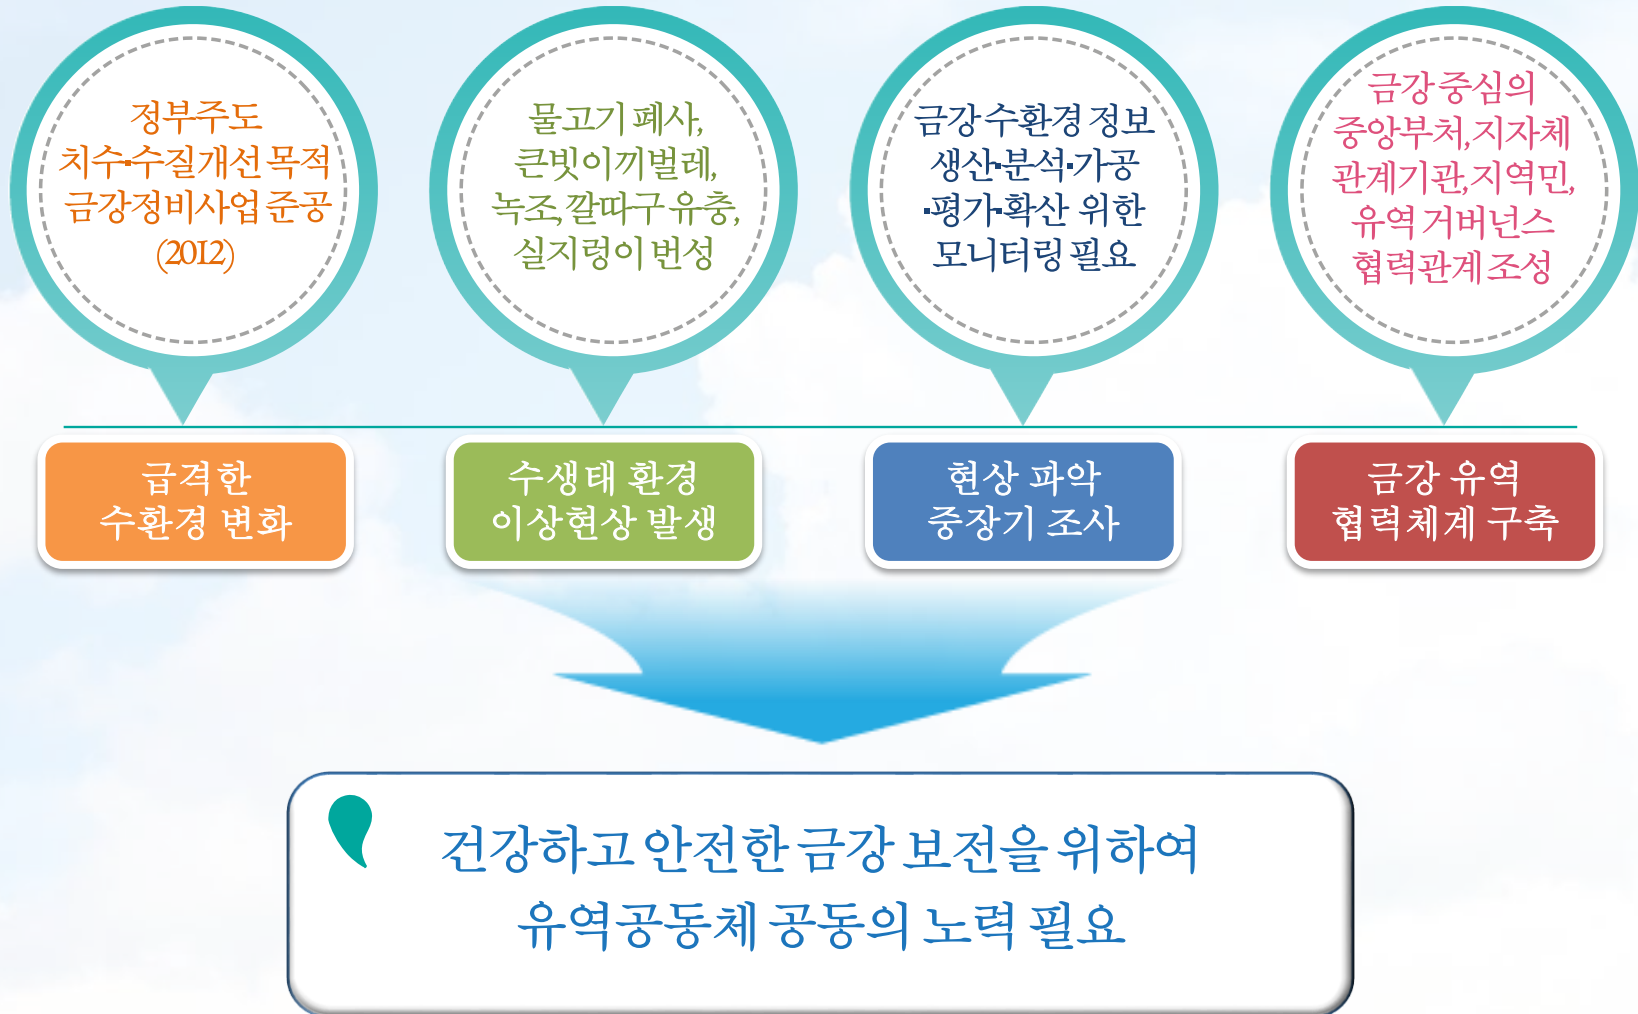 정부주도
치수·수질개선 목적
금강정비사업 준공
(2012)
물고기 폐사,
큰빗이끼벌레,
녹조, 깔따구 유충,
실지렁이 번성
금강 수환경 정보
생산·분석·가공
·평가·확산 위한
모니터링 필요
금강 중심의
중앙부처, 지자체
관계기관, 지역민,
유역 거버넌스
협력관계 조성
급격한
수환경 변화
수생태 환경
이상현상 발생
현상 파악
중장기 조사
금강 유역
협력체계 구축
건강하고 안전한 금강 보전을 위하여
유역공동체 공동의 노력 필요